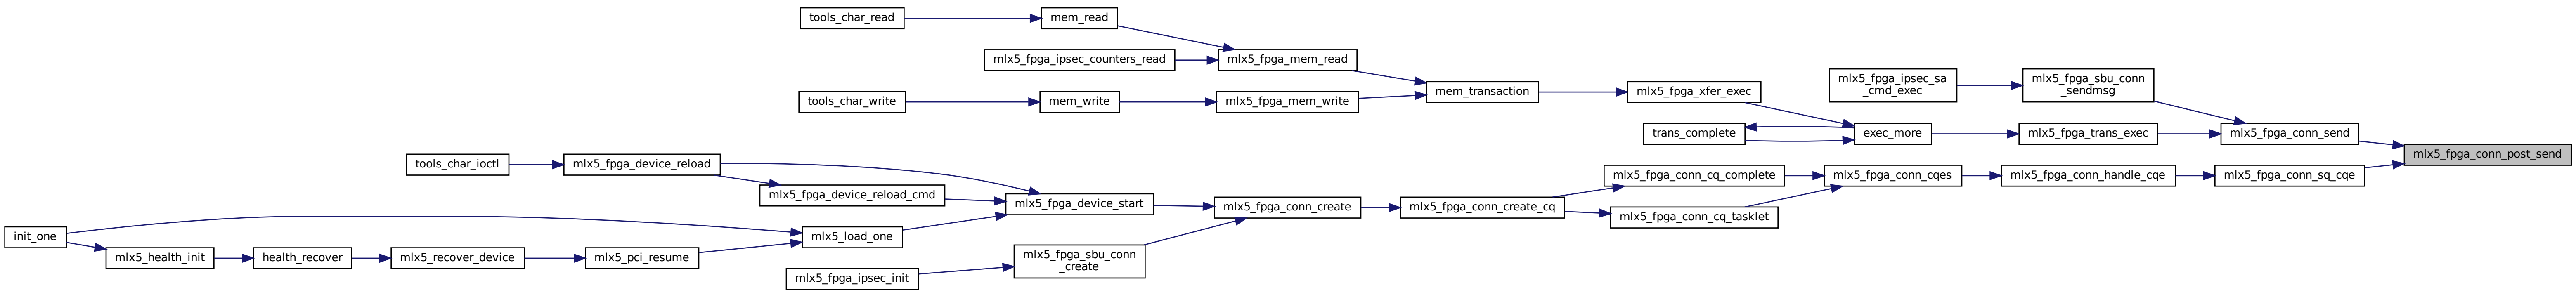 tools_char_read
mem_read
mlx5_fpga_ipsec_counters_read
mlx5_fpga_mem_read
tools_char_write
mem_write
mlx5_fpga_mem_write
mem_transaction
mlx5_fpga_xfer_exec
mlx5_fpga_ipsec_sa
_cmd_exec
mlx5_fpga_sbu_conn
_sendmsg
trans_complete
exec_more
mlx5_fpga_trans_exec
mlx5_fpga_conn_send
mlx5_fpga_conn_post_send
tools_char_ioctl
mlx5_fpga_device_reload
mlx5_fpga_device_reload_cmd
mlx5_fpga_device_start
mlx5_fpga_conn_create
mlx5_fpga_conn_create_cq
mlx5_fpga_conn_cq_complete
mlx5_fpga_conn_cq_tasklet
mlx5_fpga_conn_cqes
mlx5_fpga_conn_handle_cqe
mlx5_fpga_conn_sq_cqe
init_one
mlx5_health_init
health_recover
mlx5_recover_device
mlx5_pci_resume
mlx5_load_one
mlx5_fpga_ipsec_init
mlx5_fpga_sbu_conn
_create